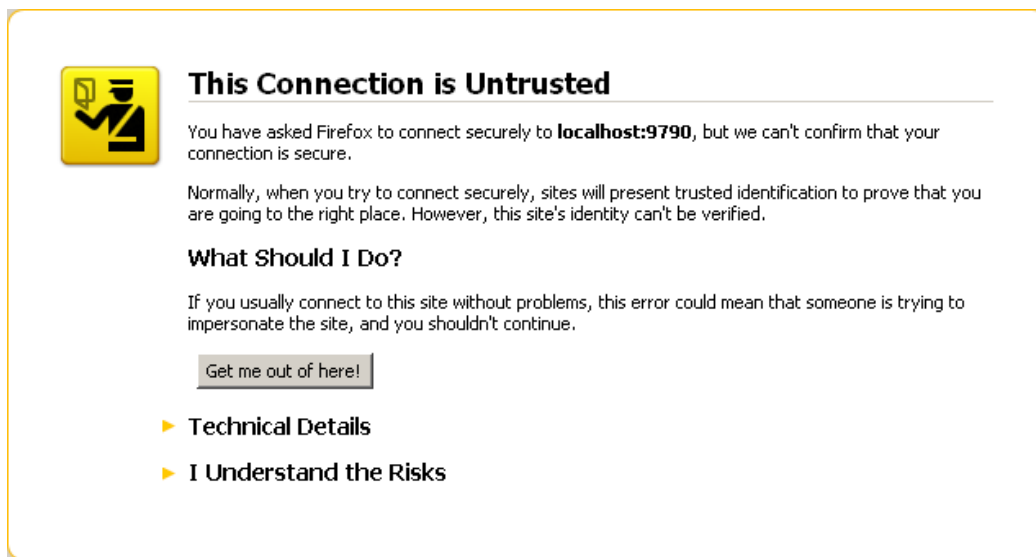 This Connection is Untrusted
You have asked Firefox to connect securely to localhost:9790, but we can't confirm that your
connection is secure.
Normally, when you try to connect securely, sites will present trusted identification to prove that you
are going to the right place. However, this site's identity can't be verified.
What Should I Do?
If you usually connect to this site without problems, this error could mean that someone is trying to
impersonate the site, and you shouldn't continue.
Get me out of here!
Technical Details
I Understand the Risks